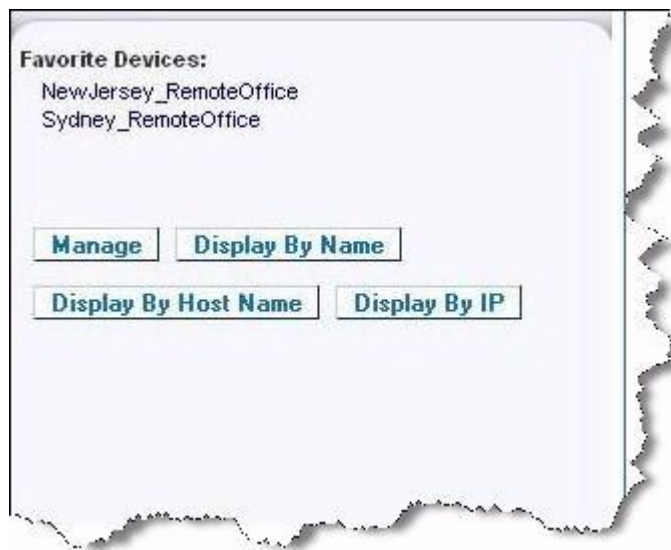 Favorite Devices:
NewJersey_RemoteOffice
Sydney_RemoteOffice
Manage Display By Name
Display By Host Name Display By IP